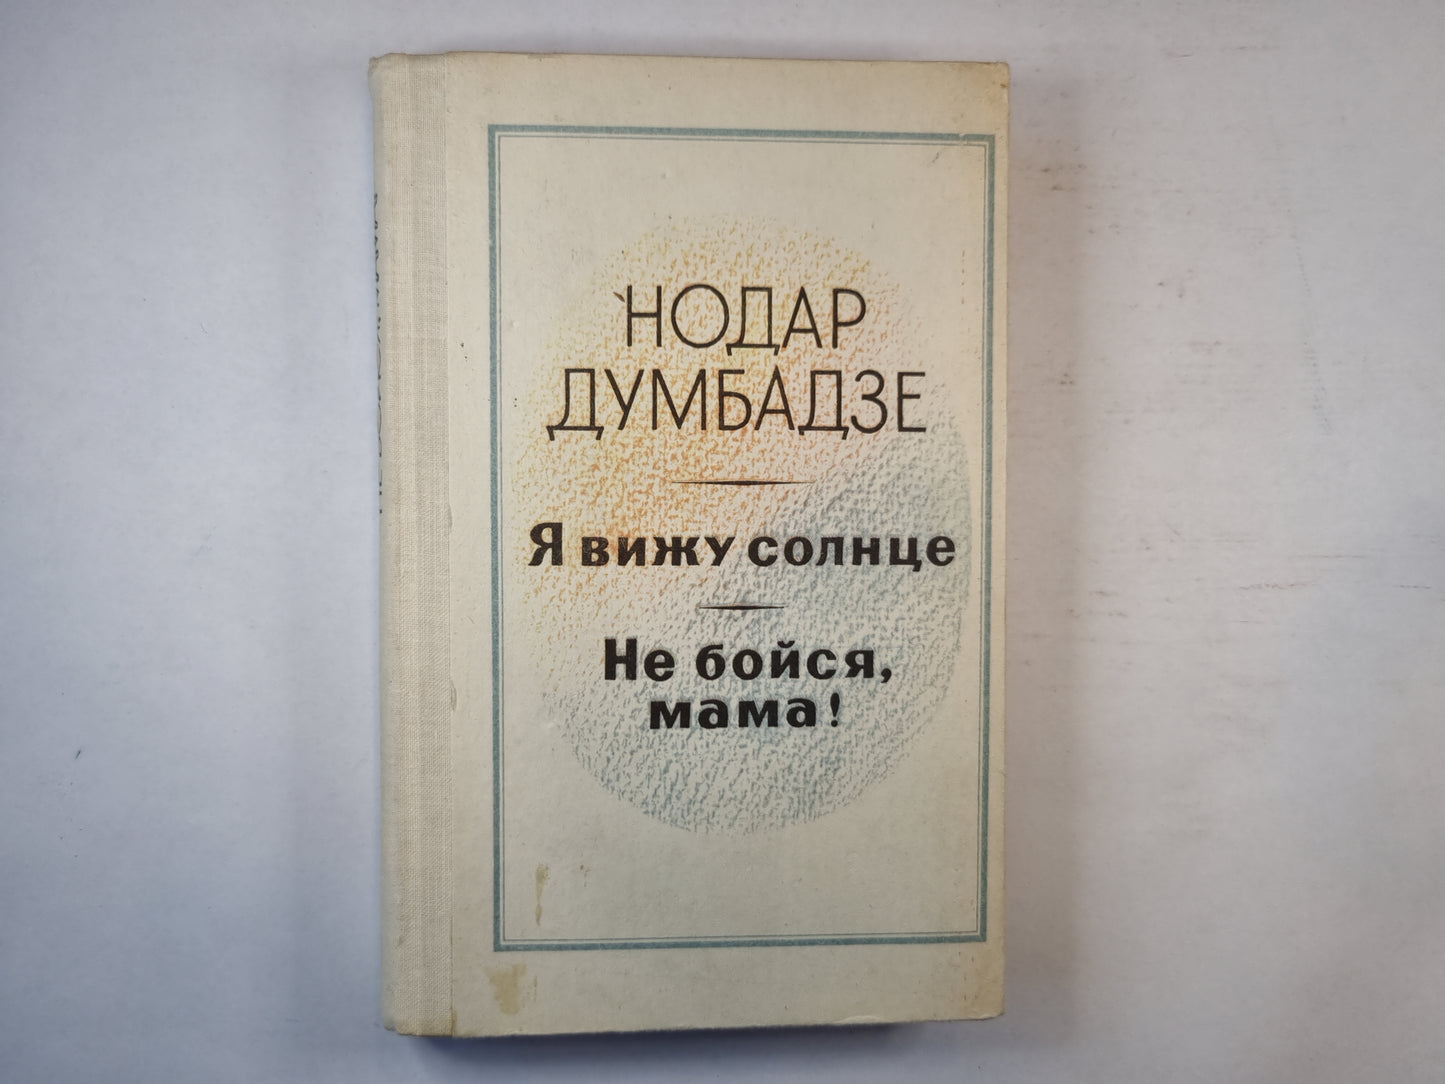 НОДАР
ДУМБАДЗЕ
Я вижу солнце
Не бойся,
мама!